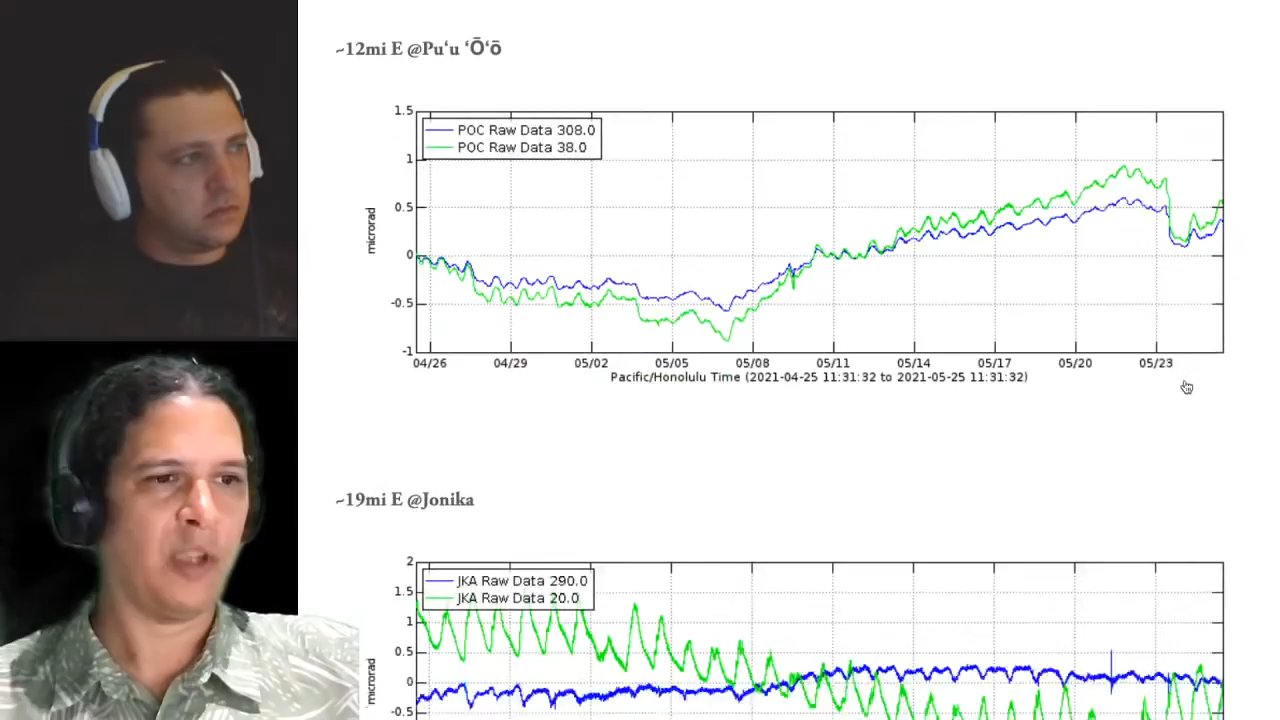 ~12mi E @Puʻu ʻŌʻō
1.5
1
0.5
0
-0.5
-1
microrad
POC Raw Data 308.0
POC Raw Data 38.0
04/26 04/29 05/02 05/05 05/08 05/11 05/14 05/17 05/20 05/23
Pacific/Honolulu Time (2021-04-25 11:31:32 to 2021-05-25 11:31:32)
~19mi E @Jonika
2
1.5
1
0.5
0
-0.5
microrad
JKA Raw Data 290.0
JKA Raw Data 20.0